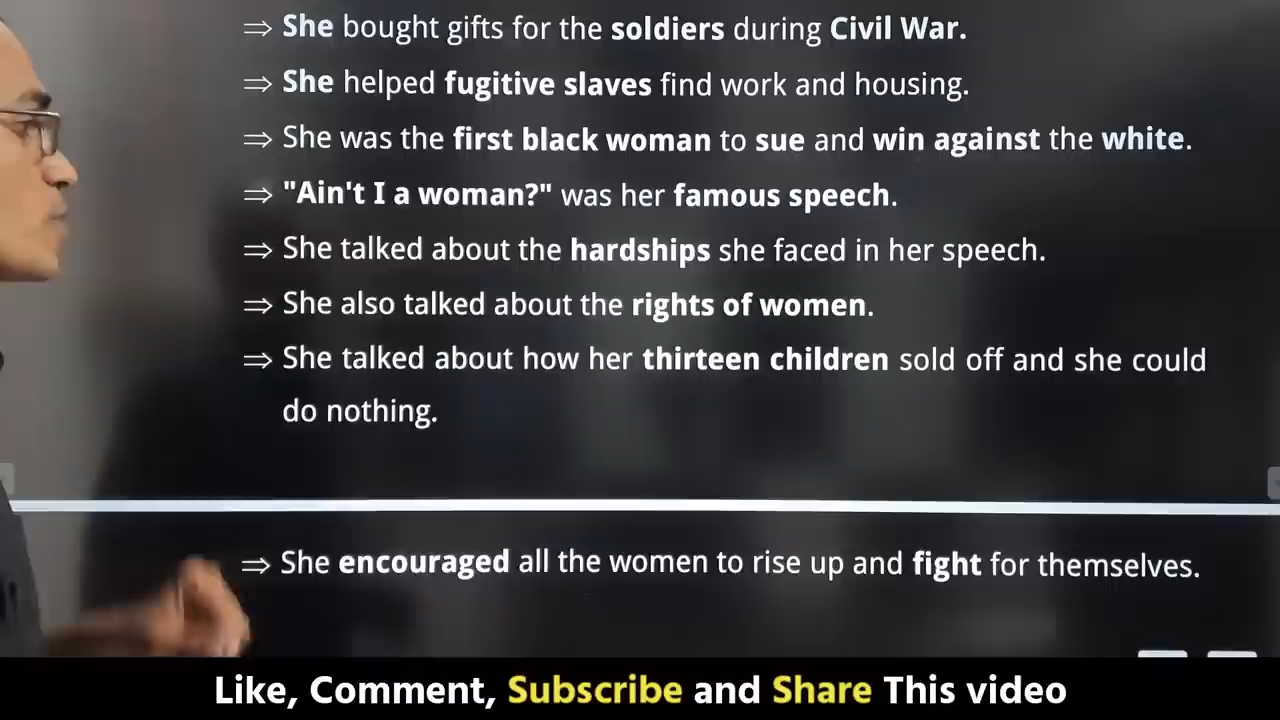 ⇒ She bought gifts for the soldiers during Civil War.
⇒ She helped fugitive slaves find work and housing.
⇒ She was the first black woman to sue and win against the white.
⇒ "Ain't I a woman?" was her famous speech.
⇒ She talked about the hardships she faced in her speech.
⇒ She also talked about the rights of women.
⇒ She talked about how her thirteen children sold off and she could
do nothing.
⇒ She encouraged all the women to rise up and fight for themselves.
Like, Comment, Subscribe and Share This video